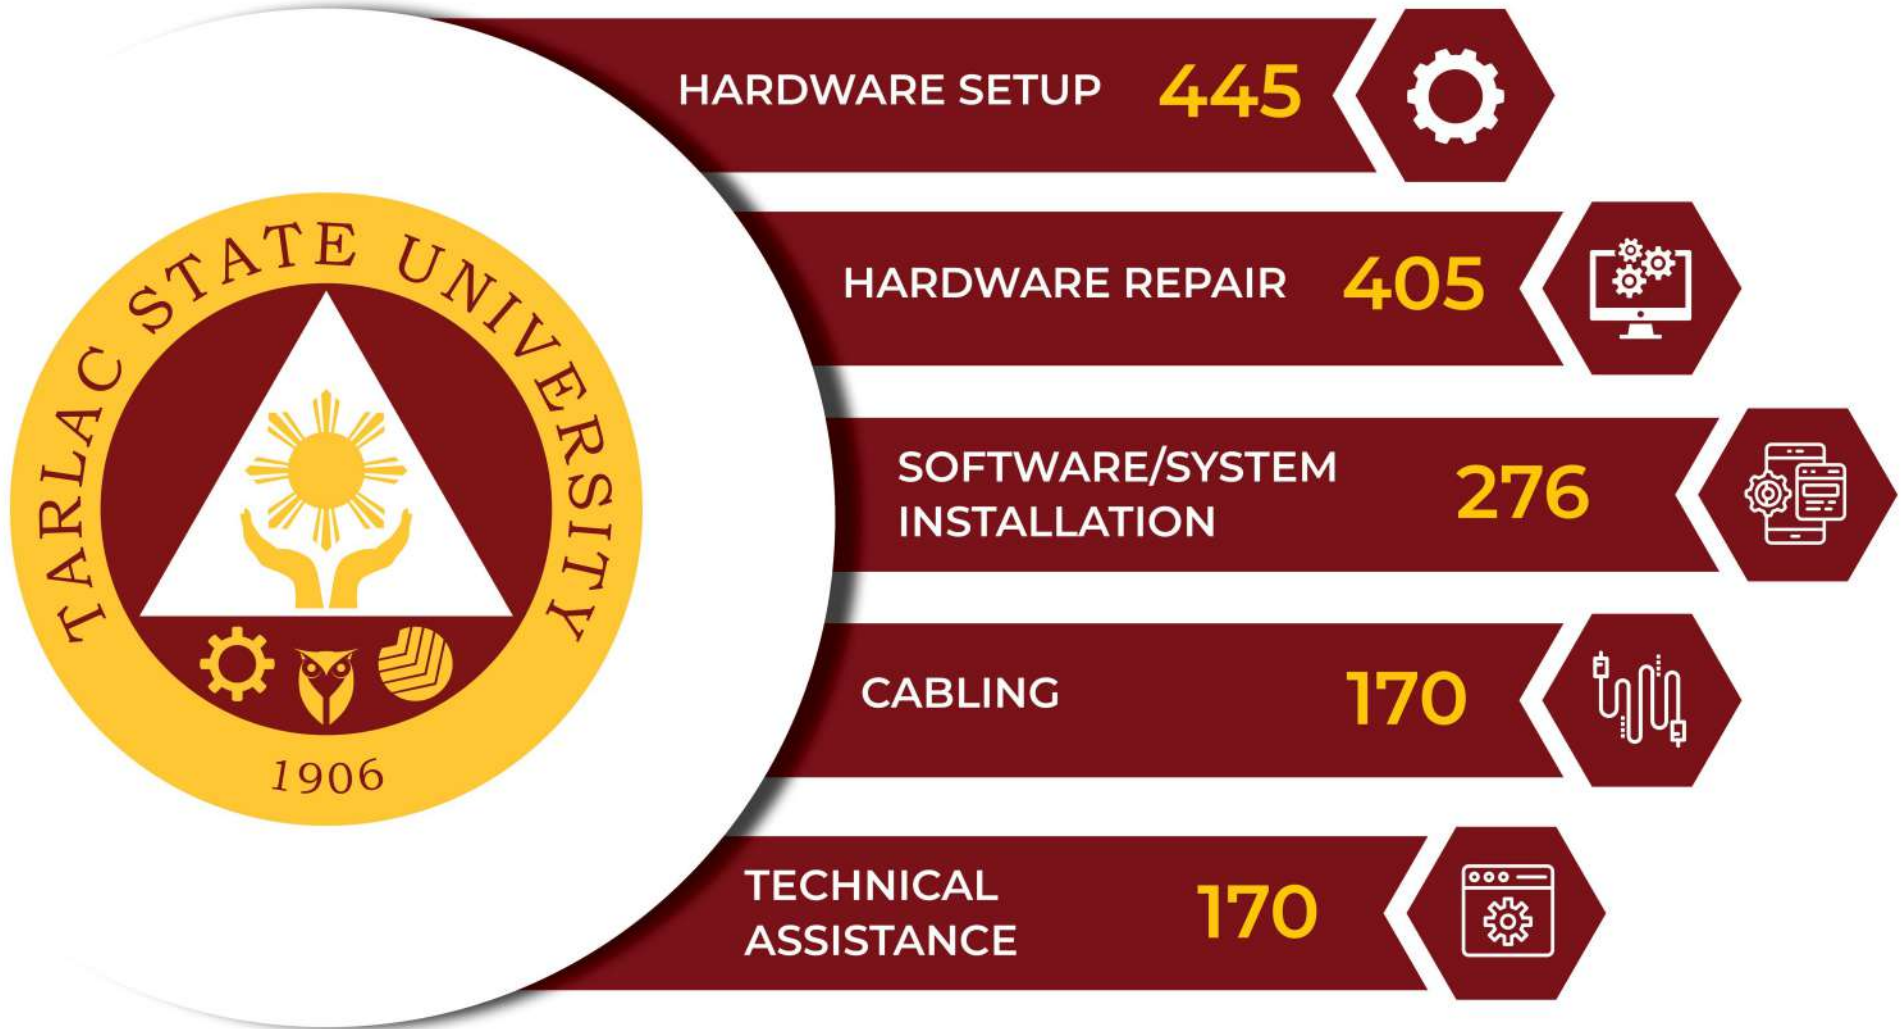 TARLAC STATE UNIVERSITY
1906
HARDWARE SETUP 445
HARDWARE REPAIR 405
SOFTWARE/SYSTEM
INSTALLATION
276
CABLING 170
TECHNICAL
ASSISTANCE
170